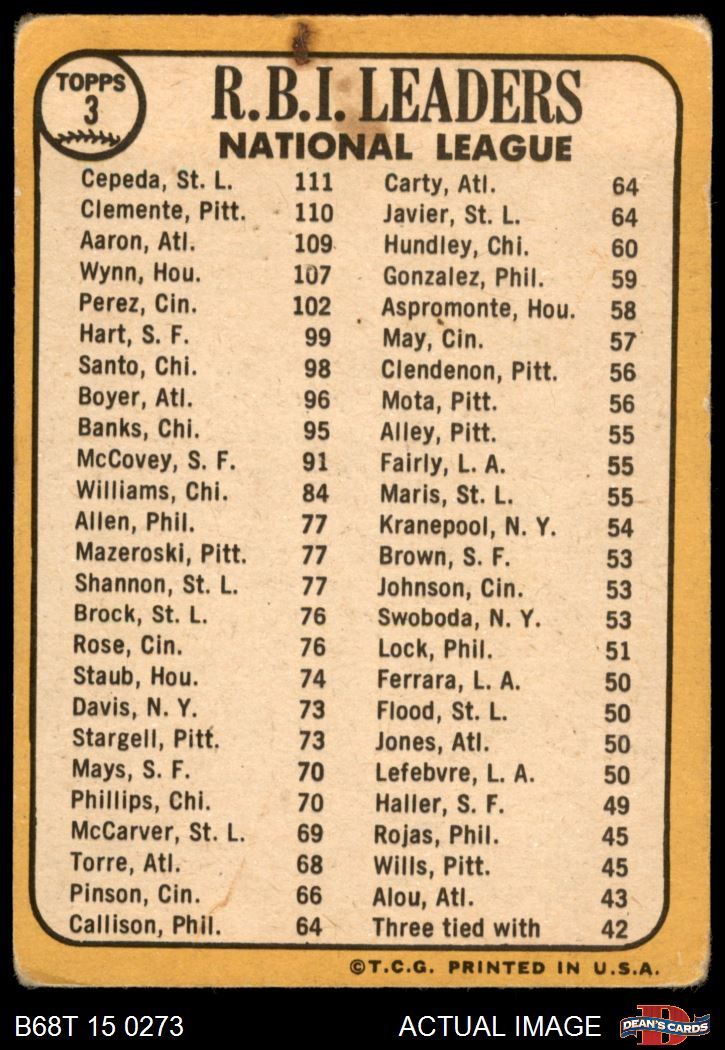 TOPPS
3
R.B.I. LEADERS
NATIONAL LEAGUE
Cepeda, St. L. 111
Clemente, Pitt. 110
Aaron, Atl. 109
Wynn, Hou. 107
Perez, Cin. 102
Hart, S. F. 99
Santo, Chi. 98
Boyer, Atl. 96
Banks, Chi. 95
McCovey, S. F. 91
Williams, Chi. 84
Allen, Phil. 77
Mazeroski, Pitt. 77
Shannon, St. L. 77
Brock, St. L. 76
Rose, Cin. 76
Staub, Hou. 74
Davis, N. Y. 73
Stargell, Pitt. 73
Mays, S. F. 70
Phillips, Chi. 70
McCarver, St. L. 69
Torre, Atl. 68
Pinson, Cin. 66
Callison, Phil. 64
Carty, Atl. 64
Javier, St. L. 64
Hundley, Chi. 60
Gonzalez, Phil. 59
Aspromonte, Hou. 58
May, Cin. 57
Clendenon, Pitt. 56
Mota, Pitt. 56
Alley, Pitt. 55
Fairly, L. A. 55
Maris, St. L. 55
Kranepool, N. Y. 54
Brown, S. F. 53
Johnson, Cin. 53
Swoboda, N. Y. 53
Lock, Phil. 51
Ferrara, L. A. 50
Flood, St. L. 50
Jones, Atl. 50
Lefebvre, L. A. 50
Haller, S. F. 49
Rojas, Phil. 45
Wills, Pitt. 45
Alou, Atl. 43
Three tied with 42
©T.C.G. PRINTED IN U.S.A.
B68T 15 0273
ACTUAL IMAGE
D
DEAN'S CARDS